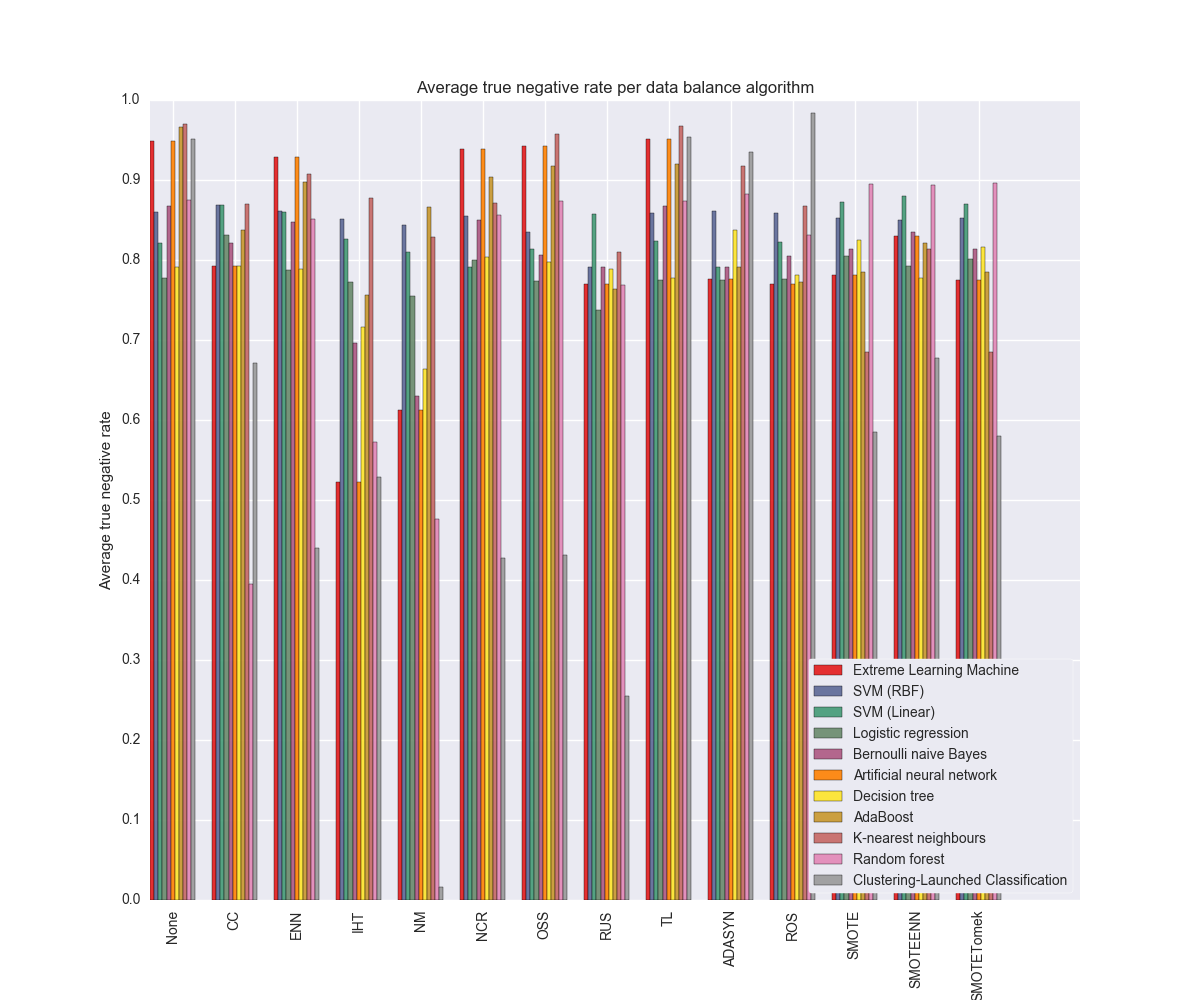 Average true negative rate per data balance algorithm
Average true negative rate
1.0
0.9
0.8
0.7
0.6
0.5
0.4
0.3
0.2
0.1
0.0
Extreme Learning Machine
SVM (RBF)
SVM (Linear)
Logistic regression
Bernoulli naive Bayes
Artificial neural network
Decision tree
AdaBoost
K-nearest neighbours
Random forest
Clustering-Launched Classification
None
CC
ENN
IHT
NM
NCR
OSS
RUS
TL
ADASYN
ROS
SMOTE
SMOTEENN
SMOTETomek